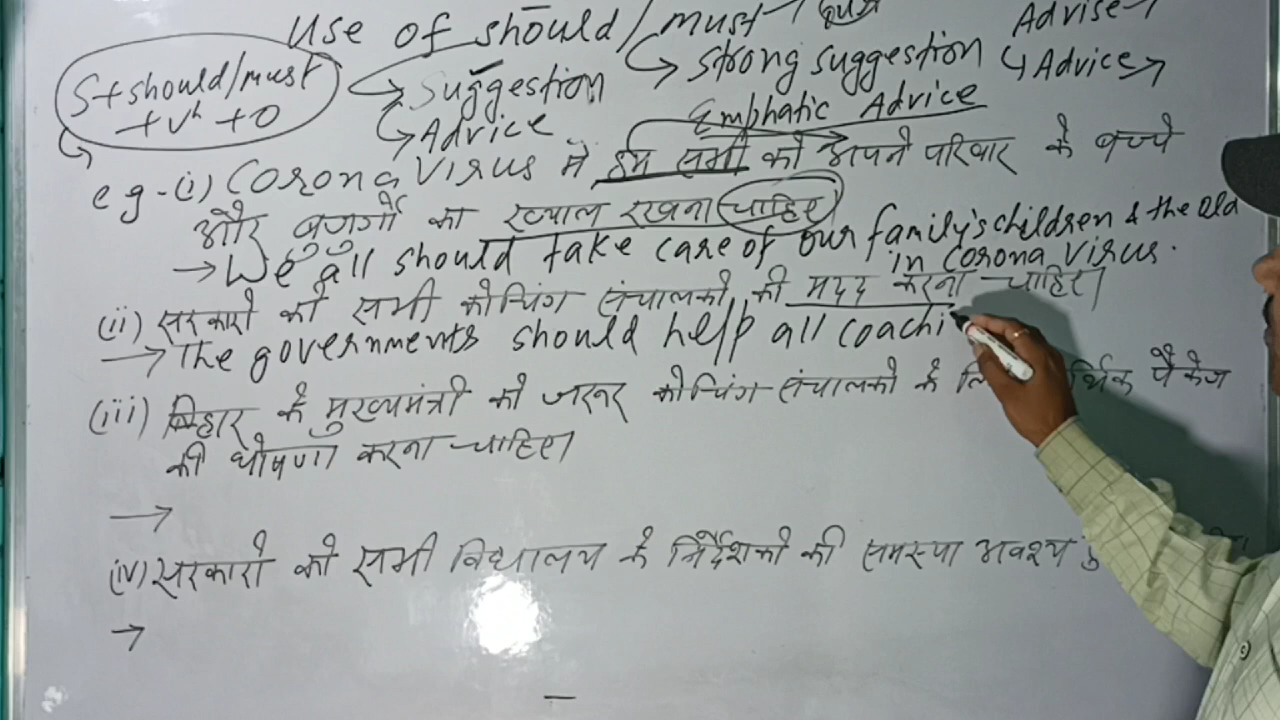 Use of should/must
Advise
S+should/must
+v¹+o
Suggestion
Advice
strong suggestion
Emphatic Advice
Advice
eg-(i) Corona Virus में हम सभी को अपने परिवार के बच्चे
और बुजुर्गों का ख्याल रखना चाहिए
→ We all should take care of our family's children & the old
in corona virus.
(ii) सरकारों को सभी कोचिंग संचालकों की मदद करना चाहिए।
→ The governments should help all coachi
(iii) बिहार के मुख्यमंत्री को जरूर कोचिंग संचालकों के पैकेज
की घोषणा करना चाहिए।
→
(iv) सरकारों को सभी विद्यालय के निर्देशकों की समस्या अवश्य
→